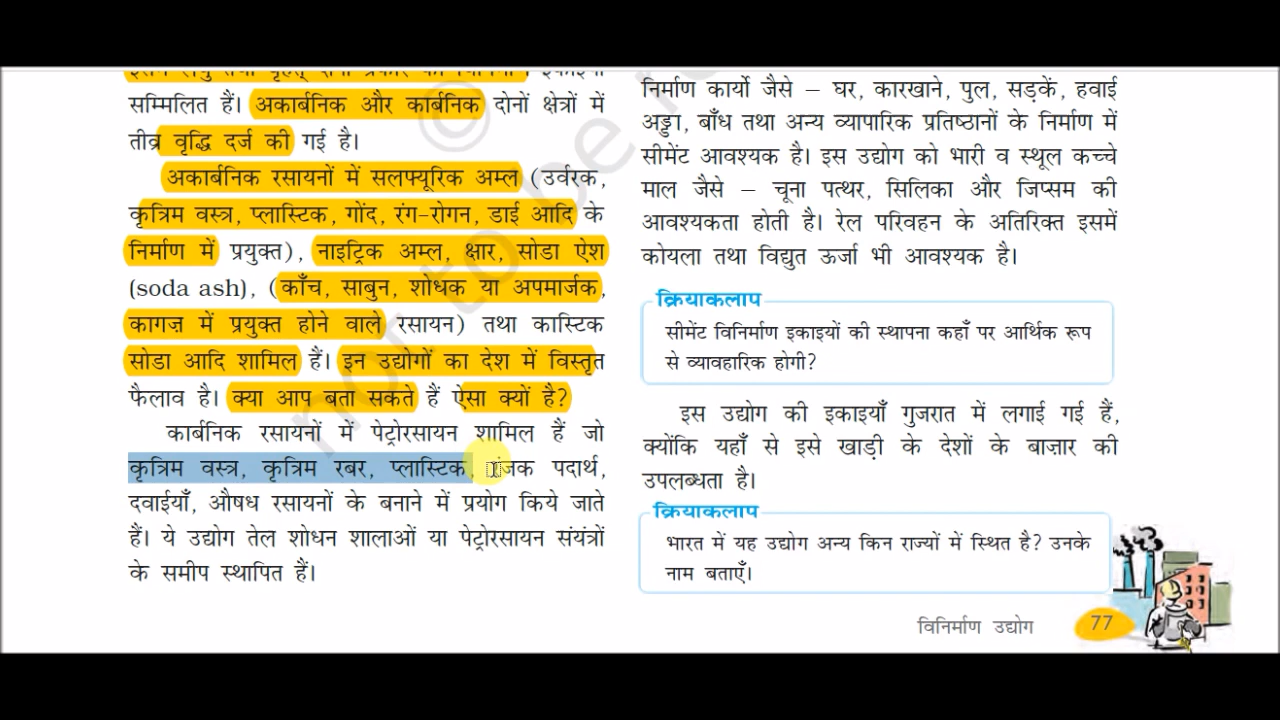 सम्मिलित हैं। अकार्बनिक और कार्बनिक दोनों क्षेत्रों में
तीव्र वृद्धि दर्ज की गई है।
अकार्बनिक रसायनों में सलफ्यूरिक अम्ल (उर्वरक,
कृत्रिम वस्त्र, प्लास्टिक, गोंद, रंग-रोगन, डाई आदि के
निर्माण में प्रयुक्त), नाइट्रिक अम्ल, क्षार, सोडा ऐश
(soda ash), (काँच, साबुन, शोधक या अपमार्जक,
कागज़ में प्रयुक्त होने वाले रसायन) तथा कास्टिक
सोडा आदि शामिल हैं। इन उद्योगों का देश में विस्तृत
फैलाव है। क्या आप बता सकते हैं ऐसा क्यों है?
कार्बनिक रसायनों में पेट्रोरसायन शामिल हैं जो
कृत्रिम वस्त्र, कृत्रिम रबर, प्लास्टिक, रंजक पदार्थ,
दवाईयाँ, औषध रसायनों के बनाने में प्रयोग किये जाते
हैं। ये उद्योग तेल शोधन शालाओं या पेट्रोरसायन संयंत्रों
के समीप स्थापित हैं।
निर्माण कार्यो जैसे – घर, कारखाने, पुल, सड़कें, हवाई
अड्डा, बाँध तथा अन्य व्यापारिक प्रतिष्ठानों के निर्माण में
सीमेंट आवश्यक है। इस उद्योग को भारी व स्थूल कच्चे
माल जैसे – चूना पत्थर, सिलिका और जिप्सम की
आवश्यकता होती है। रेल परिवहन के अतिरिक्त इसमें
कोयला तथा विद्युत ऊर्जा भी आवश्यक है।
क्रियाकलाप
सीमेंट विनिर्माण इकाइयों की स्थापना कहाँ पर आर्थिक रूप
से व्यावहारिक होगी?
इस उद्योग की इकाइयाँ गुजरात में लगाई गई हैं,
क्योंकि यहाँ से इसे खाड़ी के देशों के बाज़ार की
उपलब्धता है।
क्रियाकलाप
भारत में यह उद्योग अन्य किन राज्यों में स्थित है? उनके
नाम बताएँ।
विनिर्माण उद्योग 77
not to be r